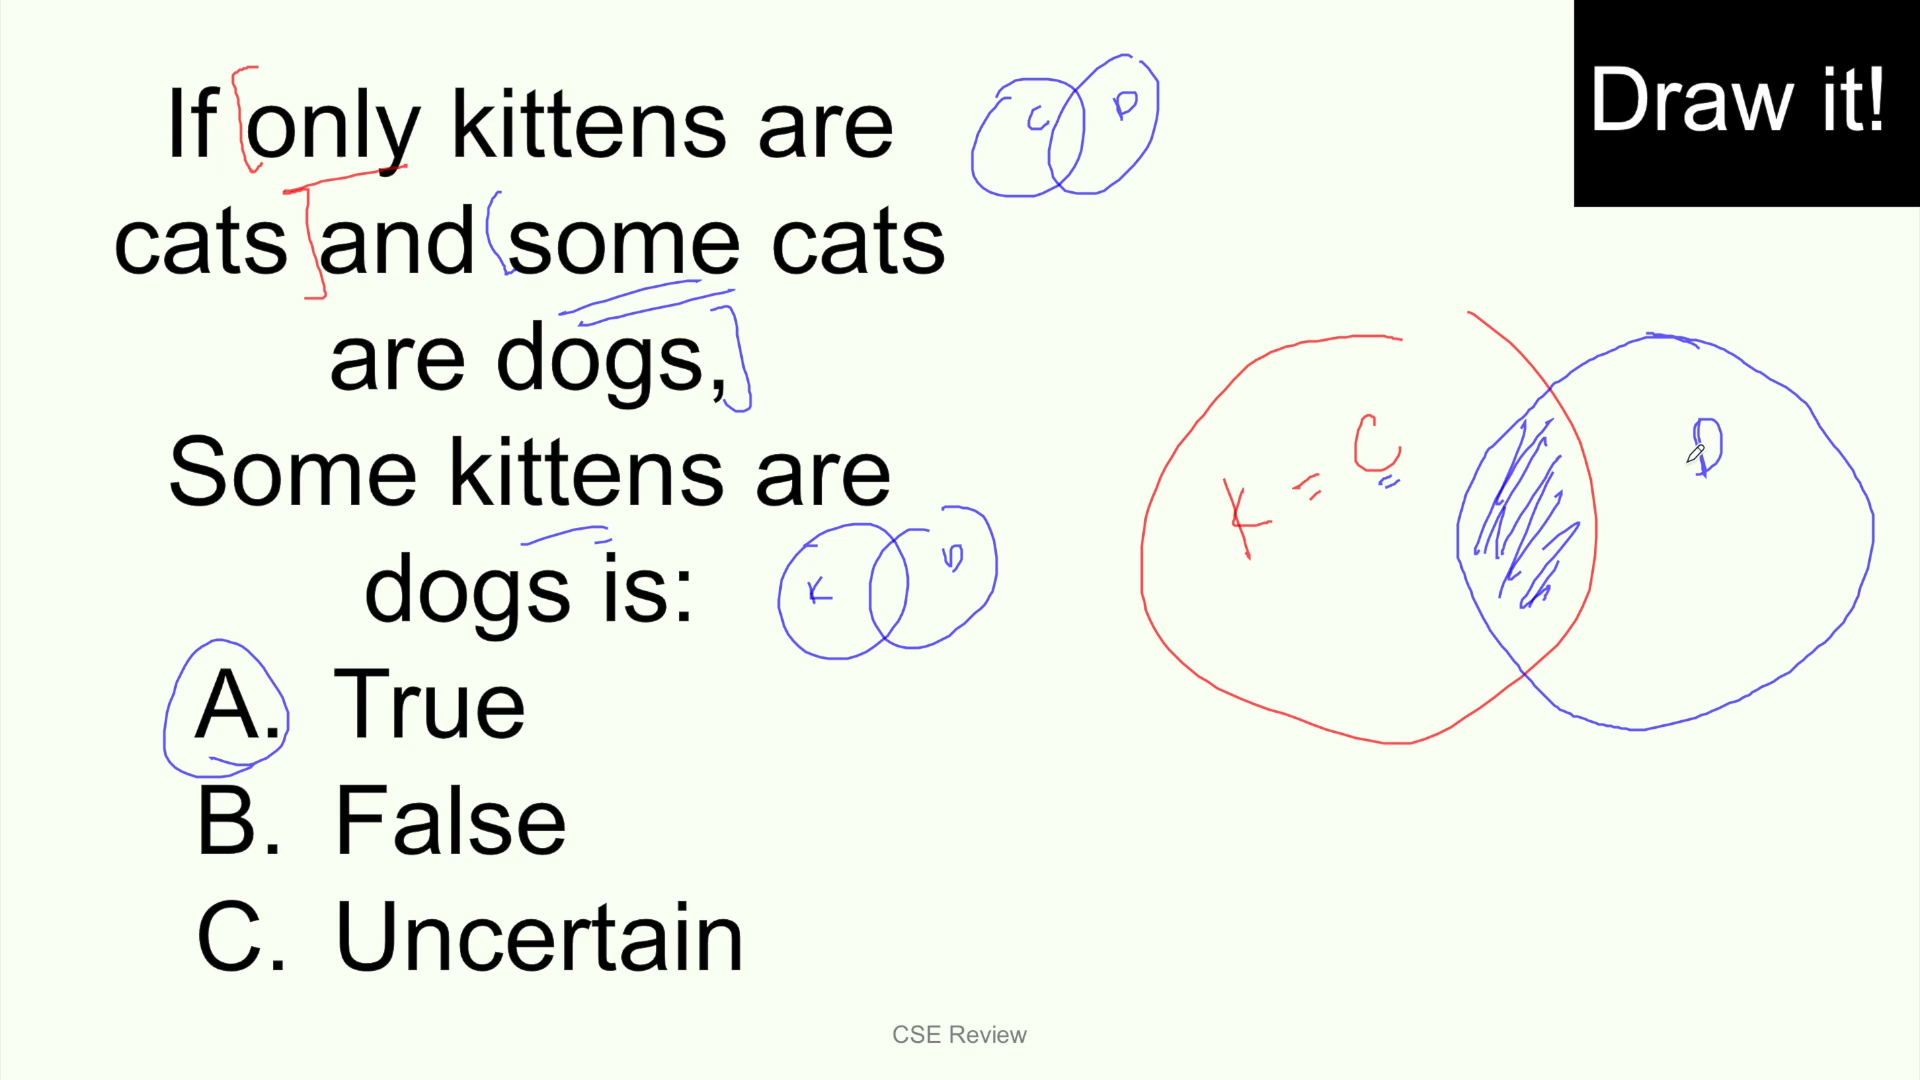 Draw it!
If only kittens are
cats and some cats
are dogs,
Some kittens are
dogs is:
A. True
B. False
C. Uncertain
C D
K = C D
K D
CSE Review